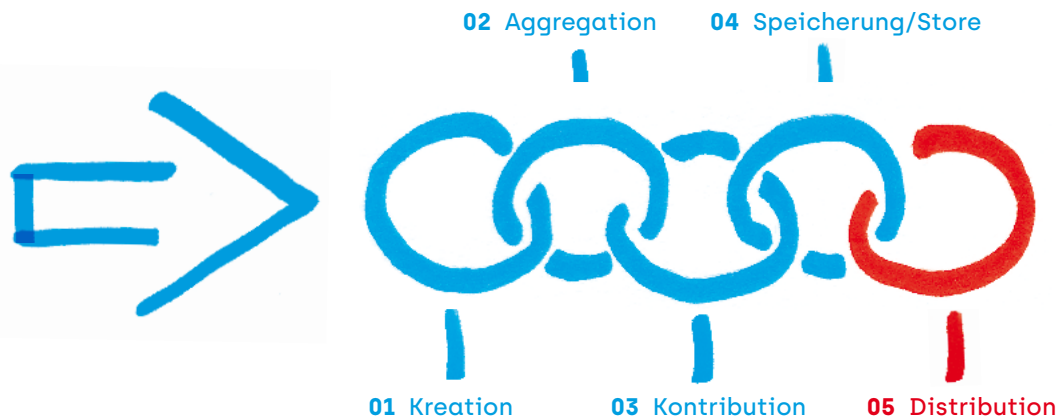 02 Aggregation
04 Speicherung/Store
01 Kreation
03 Kontribution
05 Distribution